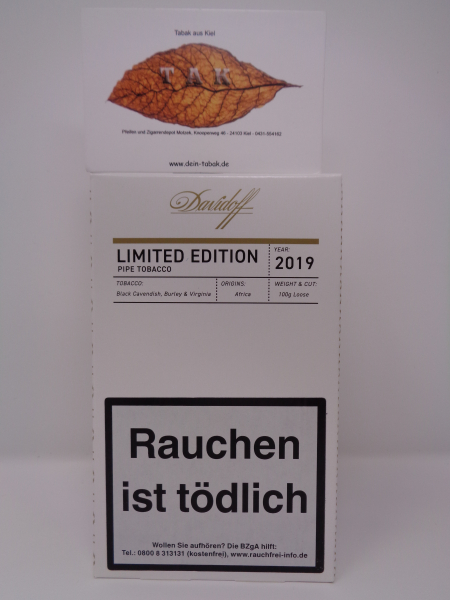 Tabak aus Kiel
TAK
Pfeifen und Zigarrendepot Motzek, Knooperweg 46 - 24103 Kiel - 0431-554162
www.dein-tabak.de
Davidoff
LIMITED EDITION
PIPE TOBACCO
YEAR:
2019
TOBACCO:
Black Cavendish, Burley & Virginia
ORIGINS:
Africa
WEIGHT & CUT:
100g Loose
Rauchen
ist tödlich
Wollen Sie aufhören? Die BZgA hilft:
Tel.: 0800 8 313131 (kostenfrei), www.rauchfrei-info.de